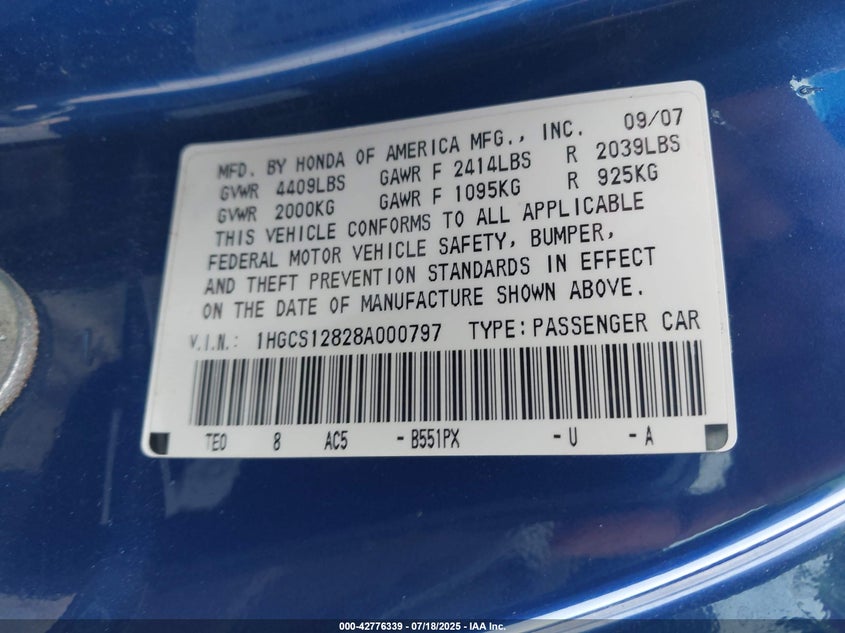 MFD. BY HONDA OF AMERICA MFG., INC. 09/07
GVWR 4409LBS GAWR F 2414LBS R 2039LBS
GVWR 2000KG GAWR F 1095KG R 925KG
THIS VEHICLE CONFORMS TO ALL APPLICABLE
FEDERAL MOTOR VEHICLE SAFETY, BUMPER,
AND THEFT PREVENTION STANDARDS IN EFFECT
ON THE DATE OF MANUFACTURE SHOWN ABOVE.
V.I.N.: 1HGCS12828A000797 TYPE:PASSENGER CAR
TE0 8 AC5 -B551PX -U -A
000-42776339 - 07/18/2025 - IAA Inc.